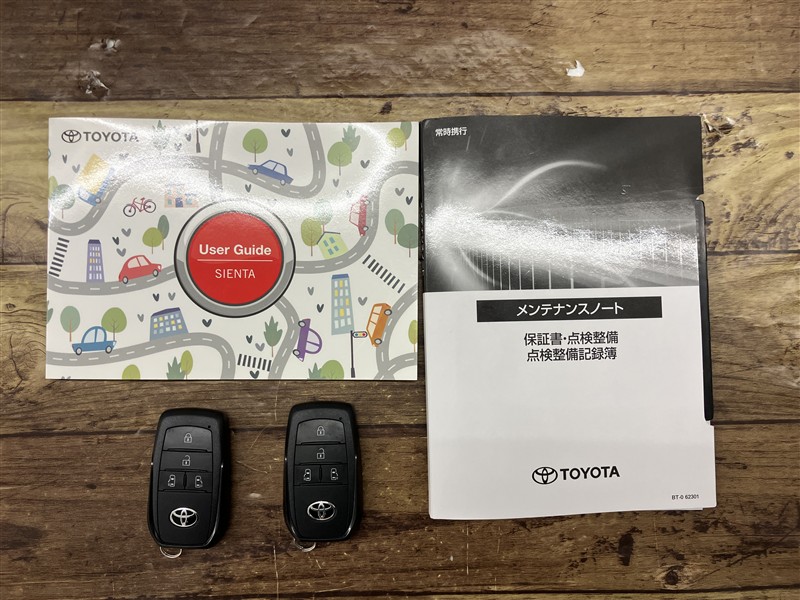 TOYOTA
User Guide
SIENTA
常時携行
メンテナンスノート
保証書・点検整備
点検整備記録簿
TOYOTA
BT-0 52301